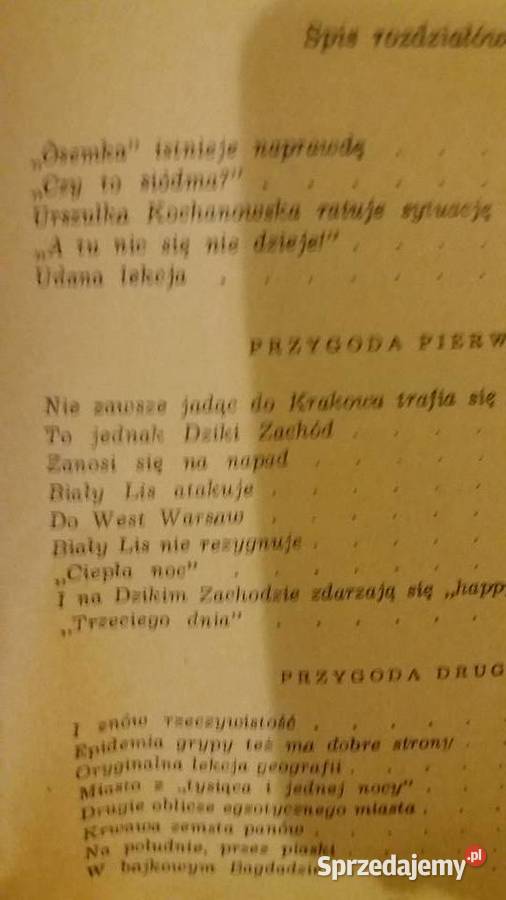 Spis rozdziałów
„Ósemka” istnieje naprawdę . . .
„Czy to siódma?” . . . . . .
Urszulka Kochanowska ratuje sytuację
„A tu nic się nie dzieje!” . . . .
Udana lekcja . . . . . . .
PRZYGODA PIERW
Nie zawsze jadąc do Krakowa trafia się
To jednak Dziki Zachód . . . .
Zanosi się na napad . . . . .
Biały Lis atakuje . . . . . .
Do West Warsaw . . . . . .
Biały Lis nie rezygnuje . . . . .
„Ciepła noc” . . . . . . .
I na Dzikim Zachodzie zdarzają się „happ
„Trzeciego dnia” . . . . . .
PRZYGODA DRUG
I znów rzeczywistość . . . . .
Epidemia grypy też ma dobre strony .
Oryginalna lekcja geografii . . . .
Miasto z „tysiąca i jednej nocy” . . .
Drugie oblicze egzotycznego miasta . .
Krwawa zemsta panów . . . . .
Na południe, przez piaski . . .
W bajkowym Bagdadzie
Sprzedajemy.pl